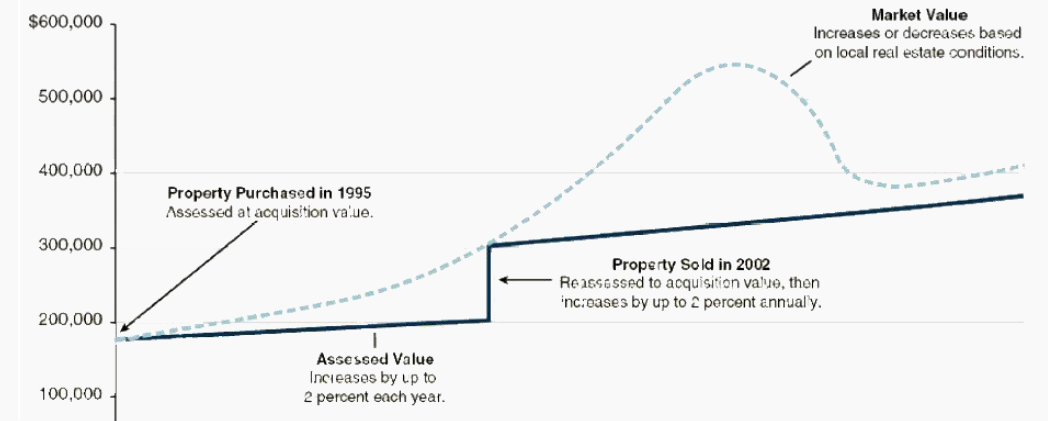 $600,000
Market Value
Increases or decreases based
on local real estate conditions.
500,000
400,000
Property Purchased in 1995
Assessed at acquisition value.
300,000
Property Sold in 2002
Reassessed to acquisition value, then
increases by up to 2 percent annually.
200,000
Assessed Value
Increases by up to
2 percent each year.
100,000